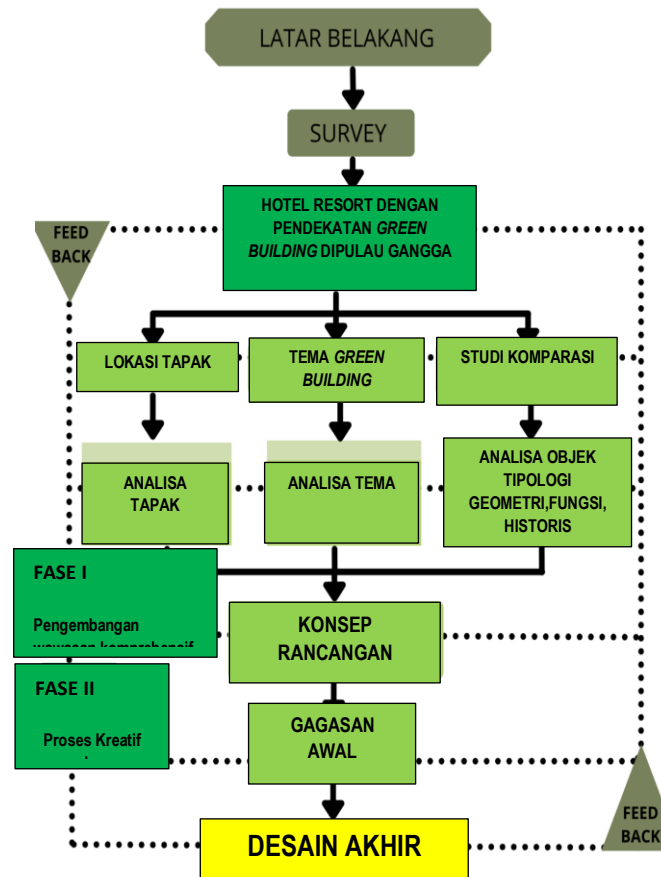 LATAR BELAKANG
SURVEY
HOTEL RESORT DENGAN
PENDEKATAN GREEN
BUILDING DIPULAU GANGGA
FEED
BACK
LOKASI TAPAK
TEMA GREEN
BUILDING
STUDI KOMPARASI
ANALISA
TAPAK
ANALISA TEMA
ANALISA OBJEK
TIPOLOGI
GEOMETRI,FUNGSI,
HISTORIS
FASE I
Pengembangan
KONSEP
RANCANGAN
FASE II
Proses Kreatif
GAGASAN
AWAL
FEED
BACK
DESAIN AKHIR